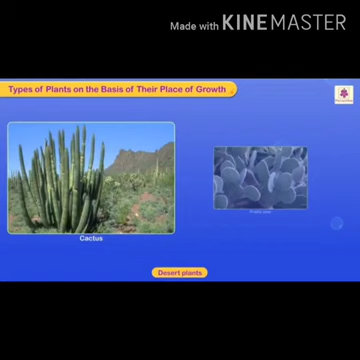 Made with KINEMASTER
Types of Plants on the Basis of Their Place of Growth
Cactus
Desert plants